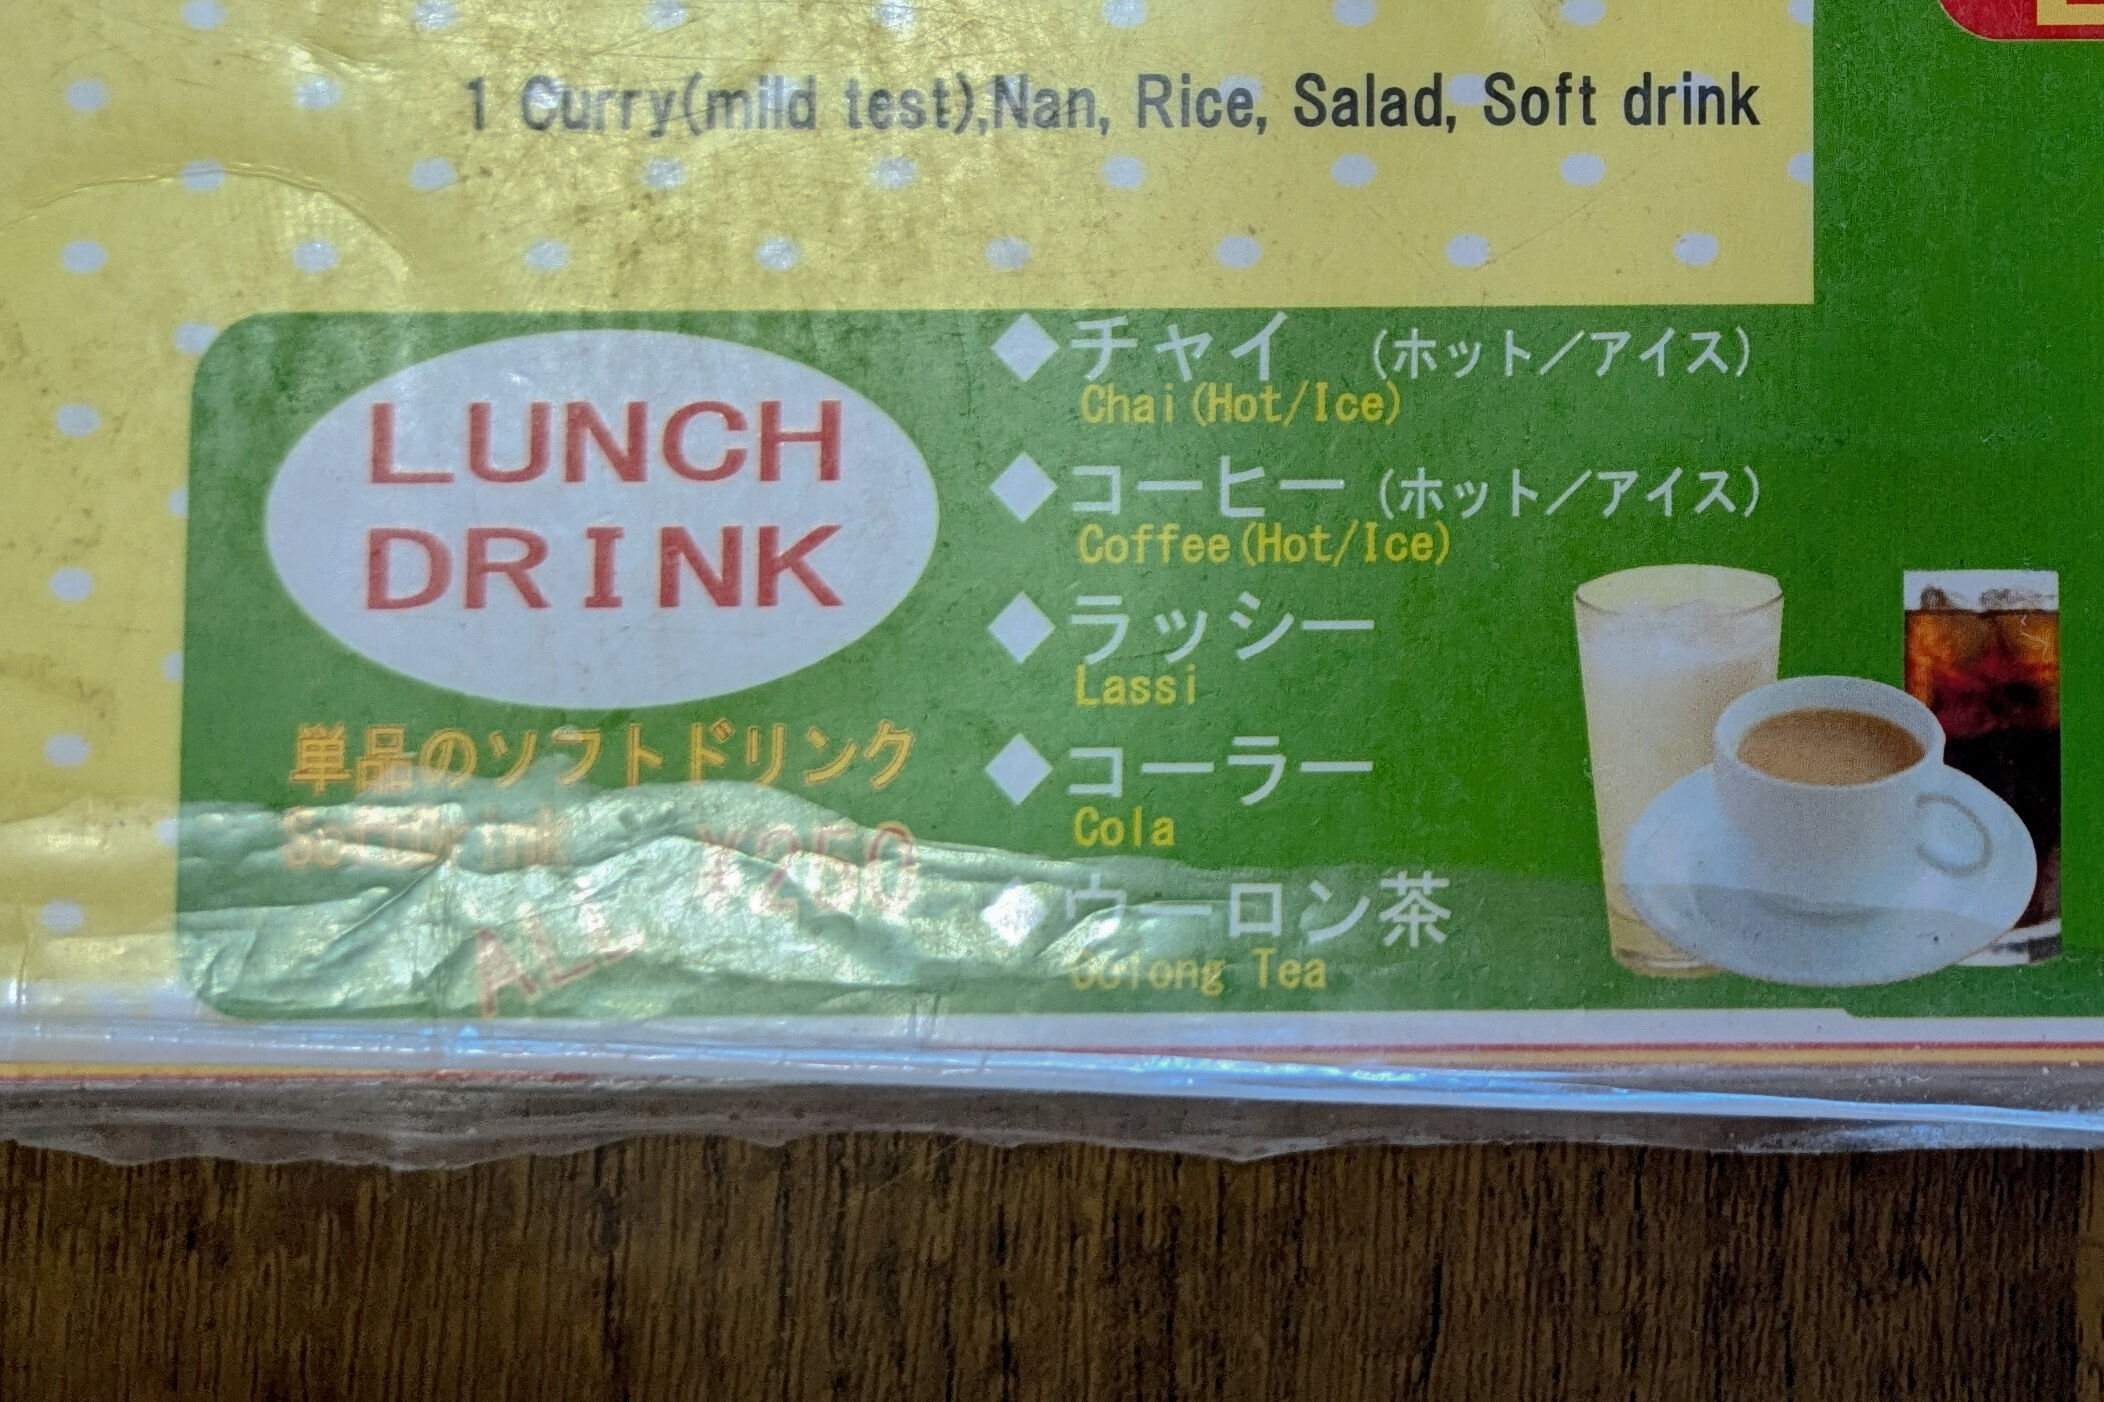 1 Curry(mild test),Nan, Rice, Salad, Soft drink
LUNCH
DRINK
単品のソフトドリンク
Soft Drink
ALL ¥250
◆チャイ (ホット/アイス)
Chai(Hot/Ice)
◆コーヒー (ホット/アイス)
Coffee(Hot/Ice)
◆ラッシー
Lassi
◆コーラー
Cola
◆ウーロン茶
Oolong Tea